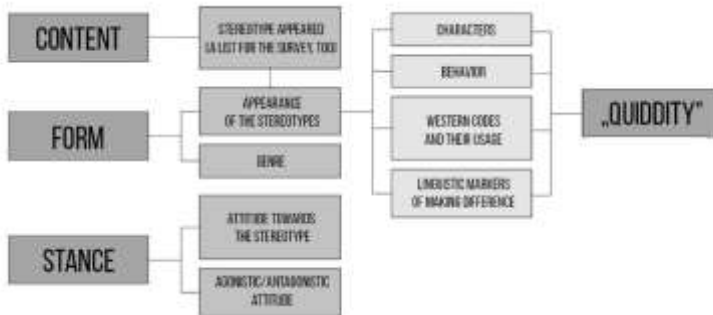 CONTENT
STEREOTYPE APPEARED
(A LIST FOR THE SURVEY, TOO)
FORM
APPEARANCE
OF THE STEREOTYPES
GENRE
STANCE
ATTITUDE TOWARDS
THE STEREOTYPE
AGONISTIC/ANTAGONISTIC
ATTITUDE
CHARACTERS
BEHAVIOR
WESTERN CODES
AND THEIR USAGE
LINGUISTIC MARKERS
OF MAKING DIFFERENCE
„QUIDDITY”